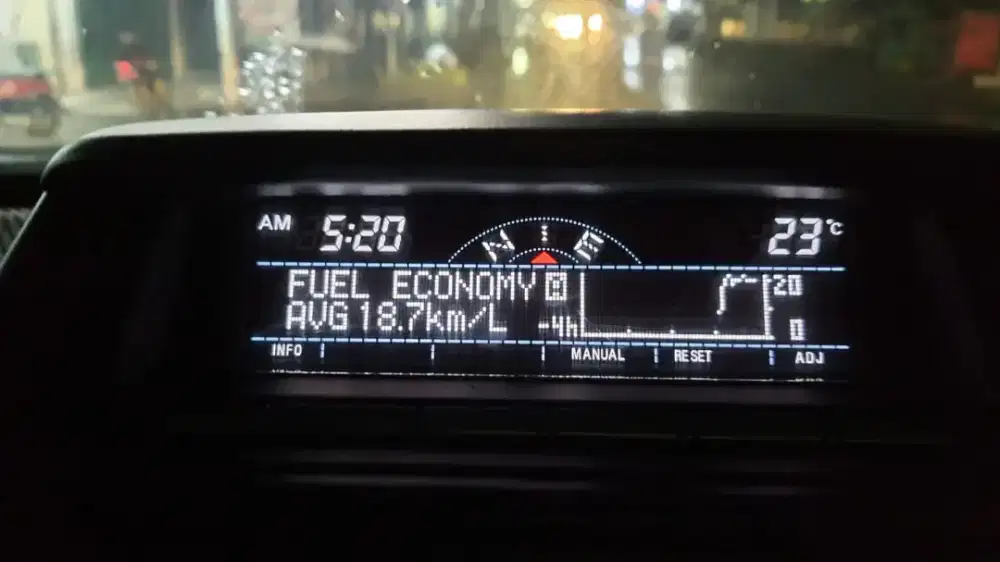 AM 5:20 N E 23°C
FUEL ECONOMY
AVG 18.7km/L -4h 20 0
INFO MANUAL RESET ADJ